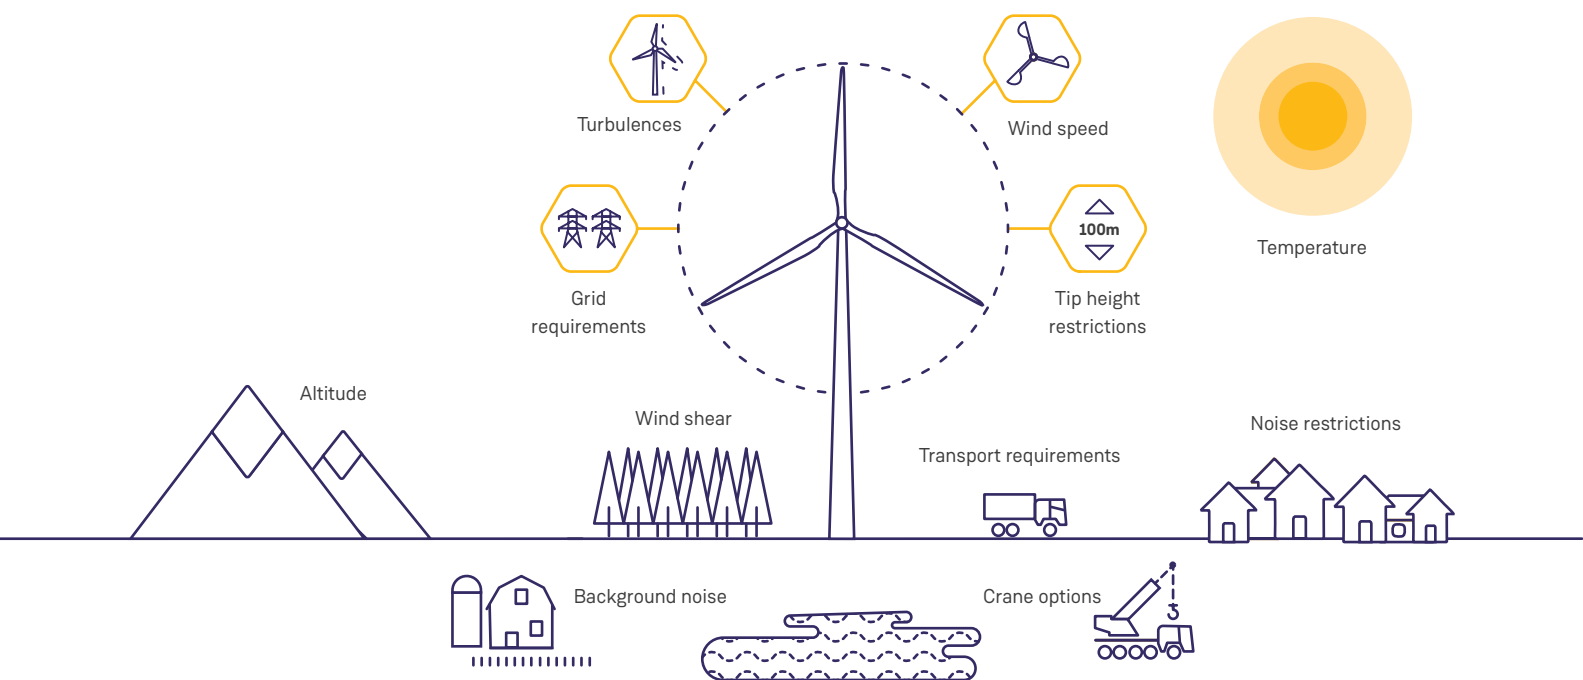 Turbulences
Wind speed
100m
Temperature
Grid
requirements
Tip height
restrictions
Altitude
Wind shear
Noise restrictions
Transport requirements
Background noise
Crane options